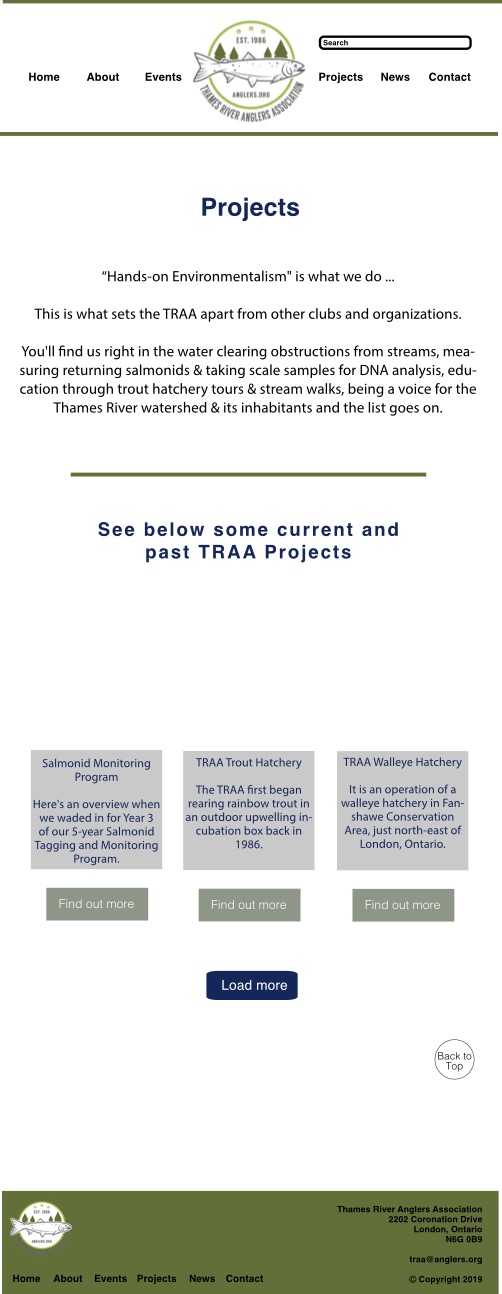 EST. 1986
ANGLERS.ORG
THAMES RIVER ANGLERS ASSOCIATION
Search
Home About Events Projects News Contact
Projects
“Hands-on Environmentalism" is what we do ...
This is what sets the TRAA apart from other clubs and organizations.
You'll find us right in the water clearing obstructions from streams, mea-
suring returning salmonids & taking scale samples for DNA analysis, edu-
cation through trout hatchery tours & stream walks, being a voice for the
Thames River watershed & its inhabitants and the list goes on.
See below some current and
past TRAA Projects
Salmonid Monitoring
Program
Here's an overview when
we waded in for Year 3
of our 5-year Salmonid
Tagging and Monitoring
Program.
Find out more
TRAA Trout Hatchery
The TRAA first began
rearing rainbow trout in
an outdoor upwelling in-
cubation box back in
1986.
Find out more
TRAA Walleye Hatchery
It is an operation of a
walleye hatchery in Fan-
shawe Conservation
Area, just north-east of
London, Ontario.
Find out more
Load more
Back to
Top
EST. 1986
ANGLERS.ORG
Thames River Anglers Association
2202 Coronation Drive
London, Ontario
N6G 0B9
traa@anglers.org
Home About Events Projects News Contact
© Copyright 2019